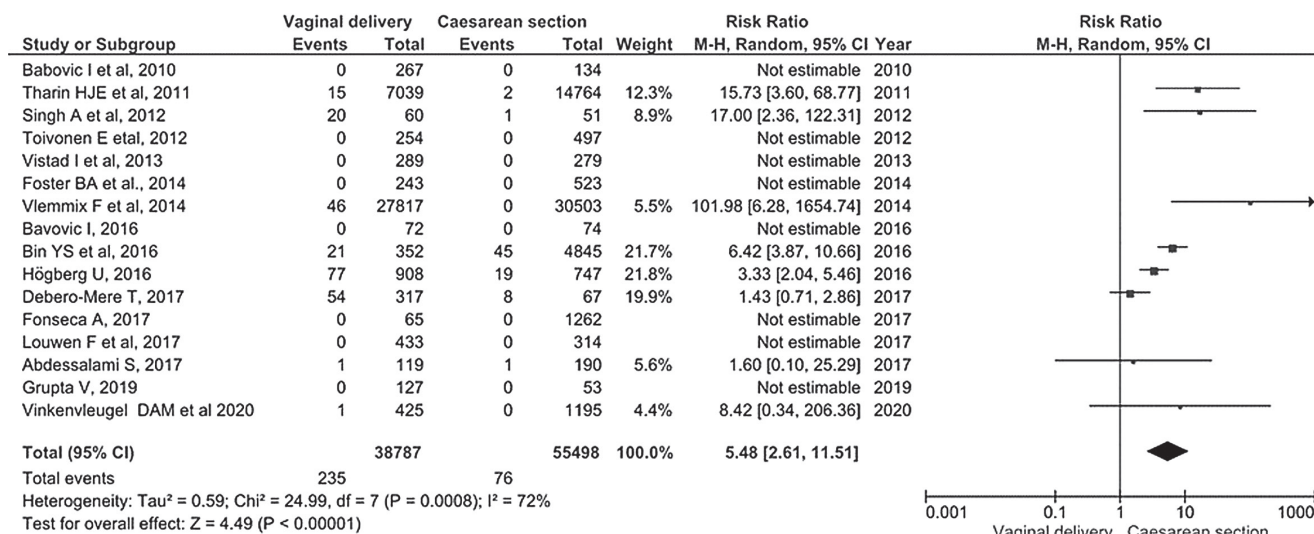 Vaginal delivery Caesarean section Risk Ratio Risk Ratio
Study or Subgroup Events Total Events Total Weight M-H, Random, 95% CI Year M-H, Random, 95% CI
Babovic I et al, 2010 0 267 0 134 Not estimable 2010
Tharin HJE et al, 2011 15 7039 2 14764 12.3% 15.73 [3.60, 68.77] 2011
Singh A et al, 2012 20 60 1 51 8.9% 17.00 [2.36, 122.31] 2012
Toivonen E etal, 2012 0 254 0 497 Not estimable 2012
Vistad I et al, 2013 0 289 0 279 Not estimable 2013
Foster BA et al., 2014 0 243 0 523 Not estimable 2014
Vlemmix F et al, 2014 46 27817 0 30503 5.5% 101.98 [6.28, 1654.74] 2014
Bavovic I, 2016 0 72 0 74 Not estimable 2016
Bin YS et al, 2016 21 352 45 4845 21.7% 6.42 [3.87, 10.66] 2016
Högberg U, 2016 77 908 19 747 21.8% 3.33 [2.04, 5.46] 2016
Debero-Mere T, 2017 54 317 8 67 19.9% 1.43 [0.71, 2.86] 2017
Fonseca A, 2017 0 65 0 1262 Not estimable 2017
Louwen F et al, 2017 0 433 0 314 Not estimable 2017
Abdessalami S, 2017 1 119 1 190 5.6% 1.60 [0.10, 25.29] 2017
Grupta V, 2019 0 127 0 53 Not estimable 2019
Vinkenvleugel DAM et al 2020 1 425 0 1195 4.4% 8.42 [0.34, 206.36] 2020
Total (95% CI) 38787 55498 100.0% 5.48 [2.61, 11.51]
Total events 235 76
Heterogeneity: Tau² = 0.59; Chi² = 24.99, df = 7 (P = 0.0008); I² = 72%
Test for overall effect: Z = 4.49 (P < 0.00001)
0.001 0.1 1 10 1000
Vaginal delivery Caesarean section